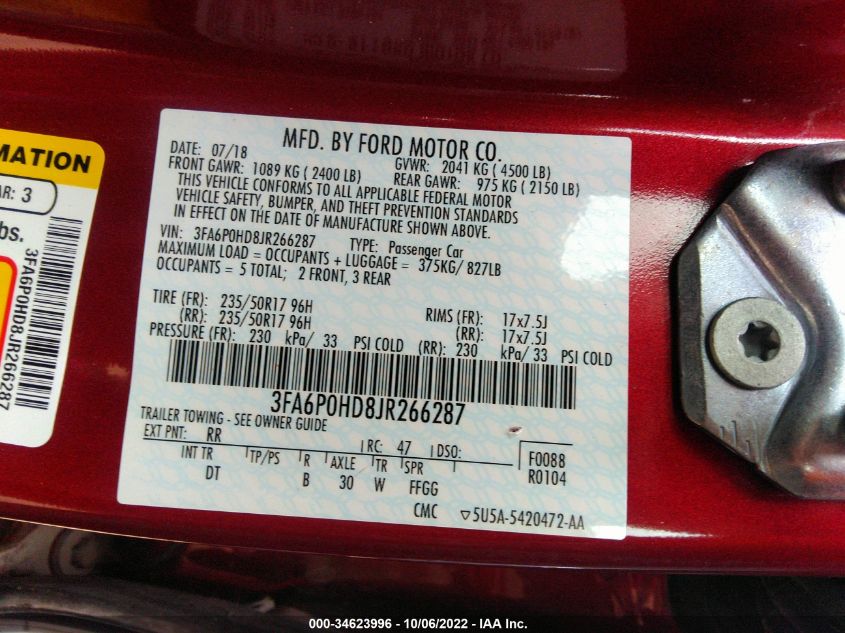 MATION
AR: 3
bs.
3FA6P0HD8JR266287
MFD. BY FORD MOTOR CO.
DATE: 07/18 GVWR: 2041 KG ( 4500 LB)
FRONT GAWR: 1089 KG ( 2400 LB) REAR GAWR: 975 KG ( 2150 LB)
THIS VEHICLE CONFORMS TO ALL APPLICABLE FEDERAL MOTOR
VEHICLE SAFETY, BUMPER, AND THEFT PREVENTION STANDARDS
IN EFFECT ON THE DATE OF MANUFACTURE SHOWN ABOVE.
VIN: 3FA6P0HD8JR266287 TYPE: Passenger Car
MAXIMUM LOAD = OCCUPANTS + LUGGAGE = 375KG/ 827LB
OCCUPANTS = 5 TOTAL; 2 FRONT, 3 REAR
TIRE (FR): 235/50R17 96H RIMS (FR): 17x7.5J
(RR): 235/50R17 96H (RR): 17x7.5J
PRESSURE (FR): 230 kPa/ 33 PSI COLD (RR): 230 kPa/ 33 PSI COLD
3FA6P0HD8JR266287
TRAILER TOWING - SEE OWNER GUIDE
EXT PNT: RR RC: 47 DSO: F0088
INT TR TP/PS R AXLE TR SPR R0104
DT B 30 W FFGG
CMC ▽5U5A-5420472-AA
000-34623996 - 10/06/2022 - IAA Inc.